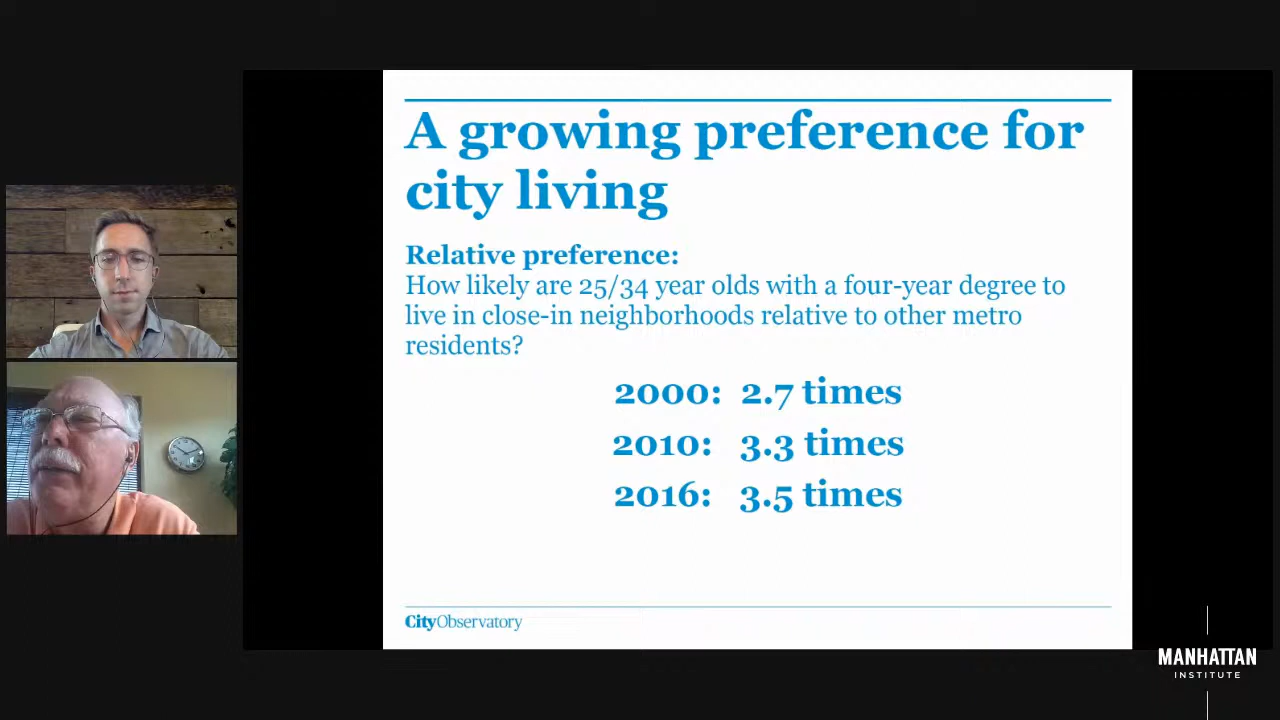 A growing preference for
city living
Relative preference:
How likely are 25/34 year olds with a four-year degree to
live in close-in neighborhoods relative to other metro
residents?
2000: 2.7 times
2010: 3.3 times
2016: 3.5 times
CityObservatory
MANHATTAN
INSTITUTE